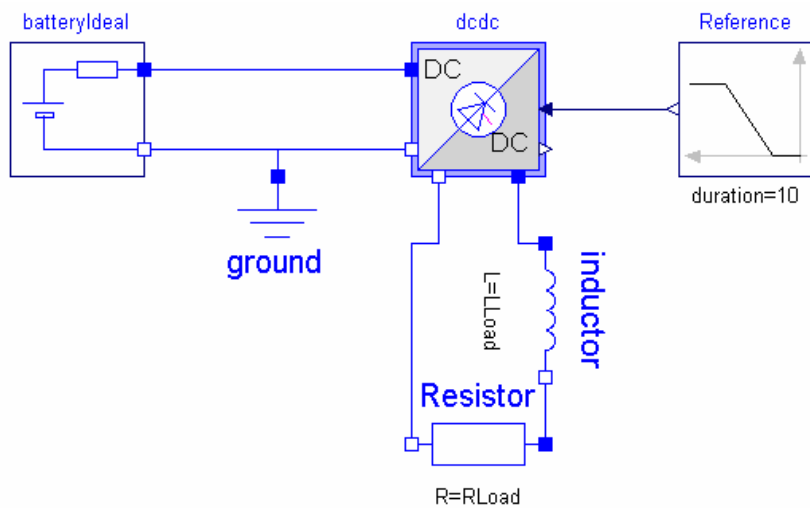 batteryIdeal
dcdc
Reference
DC
DC
duration=10
ground
L=LLoad
inductor
Resistor
R=RLoad